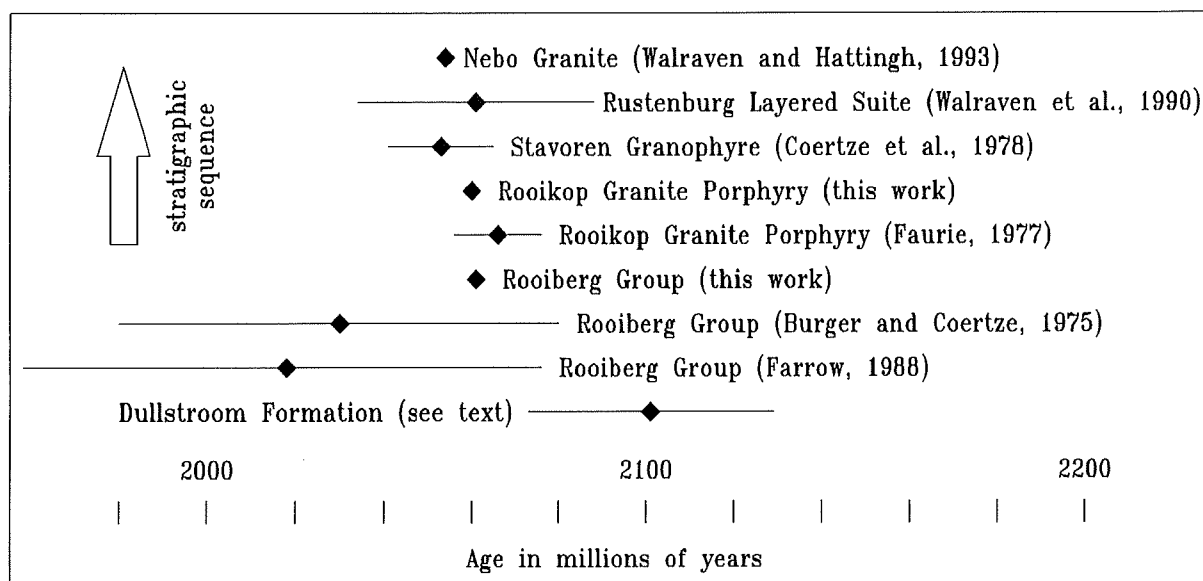 Nebo Granite (Walraven and Hattingh, 1993)
Rustenburg Layered Suite (Walraven et al., 1990)
Stavoren Granophyre (Coertze et al., 1978)
Rooikop Granite Porphyry (this work)
Rooikop Granite Porphyry (Faurie, 1977)
Rooiberg Group (this work)
Rooiberg Group (Burger and Coertze, 1975)
Rooiberg Group (Farrow, 1988)
Dullstroom Formation (see text)
stratigraphic
sequence
2000 2100 2200
Age in millions of years